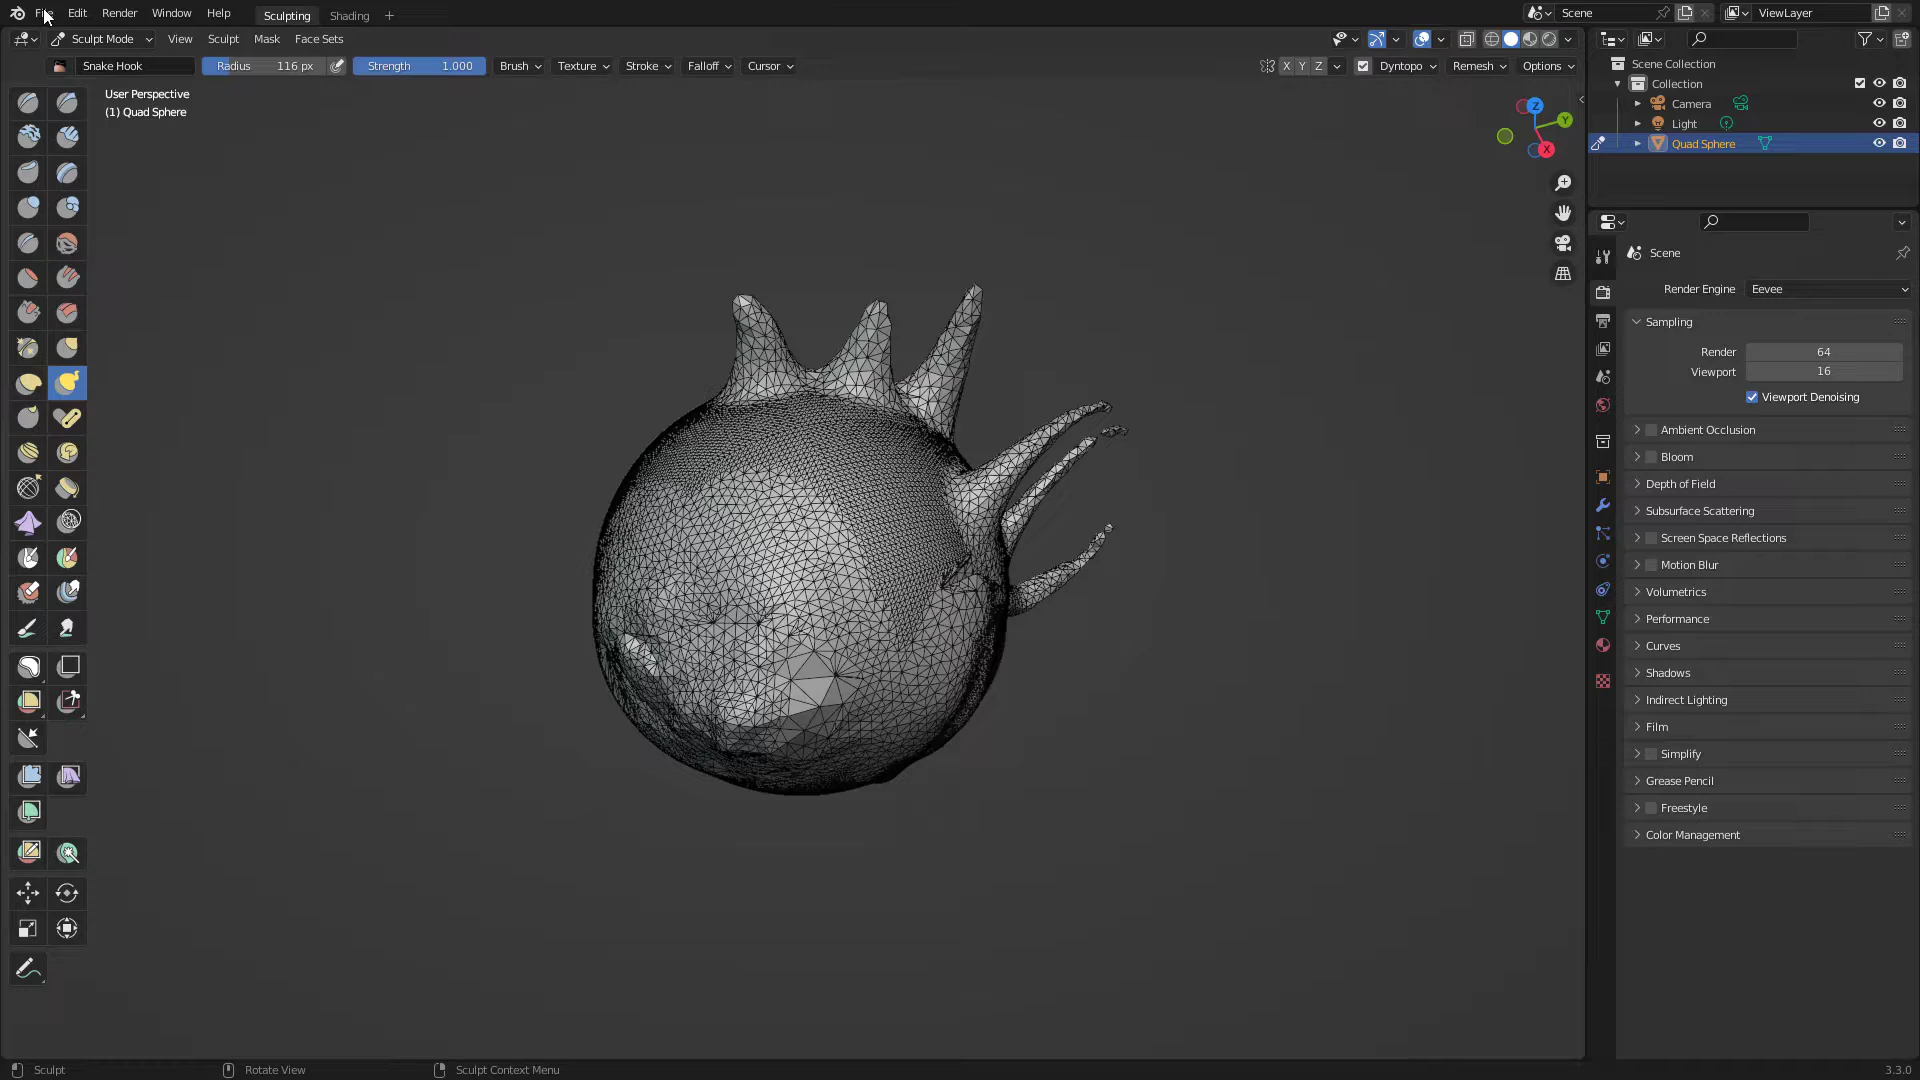 File Edit Render Window Help Sculpting Shading + Scene ViewLayer
Sculpt Mode View Sculpt Mask Face Sets
Snake Hook Radius 116 px Strength 1.000 Brush Texture Stroke Falloff Cursor X Y Z Dyntopo Remesh Options
User Perspective
(1) Quad Sphere
Z
Y
X
Scene Collection
Collection
Camera
Light
Quad Sphere
Scene
Render Engine Eevee
Sampling
Render 64
Viewport 16
Viewport Denoising
Ambient Occlusion
Bloom
Depth of Field
Subsurface Scattering
Screen Space Reflections
Motion Blur
Volumetrics
Performance
Curves
Shadows
Indirect Lighting
Film
Simplify
Grease Pencil
Freestyle
Color Management
Sculpt Rotate View Sculpt Context Menu 3.3.0